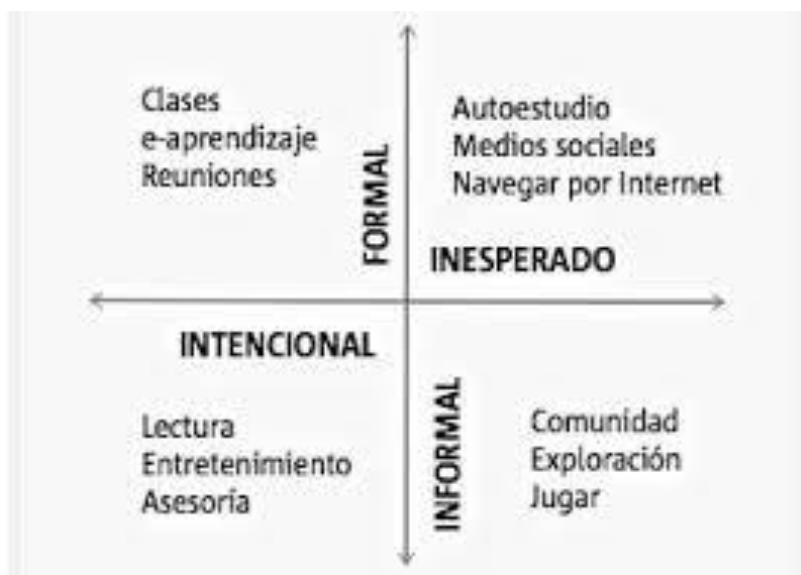 Clases
e-aprendizaje
Reuniones
Autoestudio
Medios sociales
Navegar por Internet
FORMAL
INESPERADO
INTENCIONAL
Lectura
Entretenimiento
Asesoría
INFORMAL
Comunidad
Exploración
Jugar